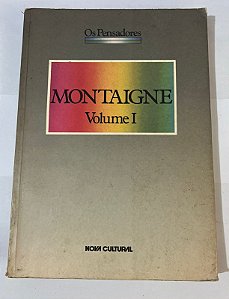 Os Pensadores
MONTAIGNE
Volume I
NOVA CULTURAL